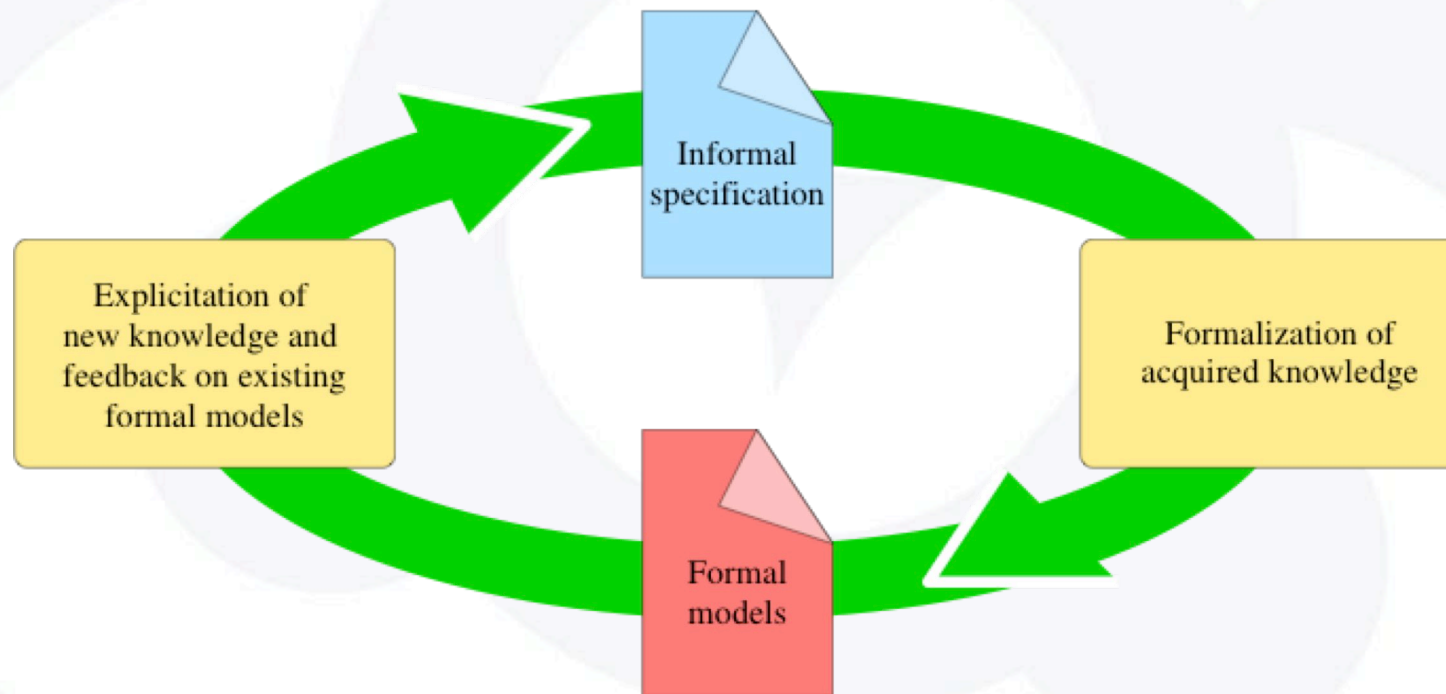 Informal
specification
Explicitation of
new knowledge and
feedback on existing
formal models
Formalization of
acquired knowledge
Formal
models